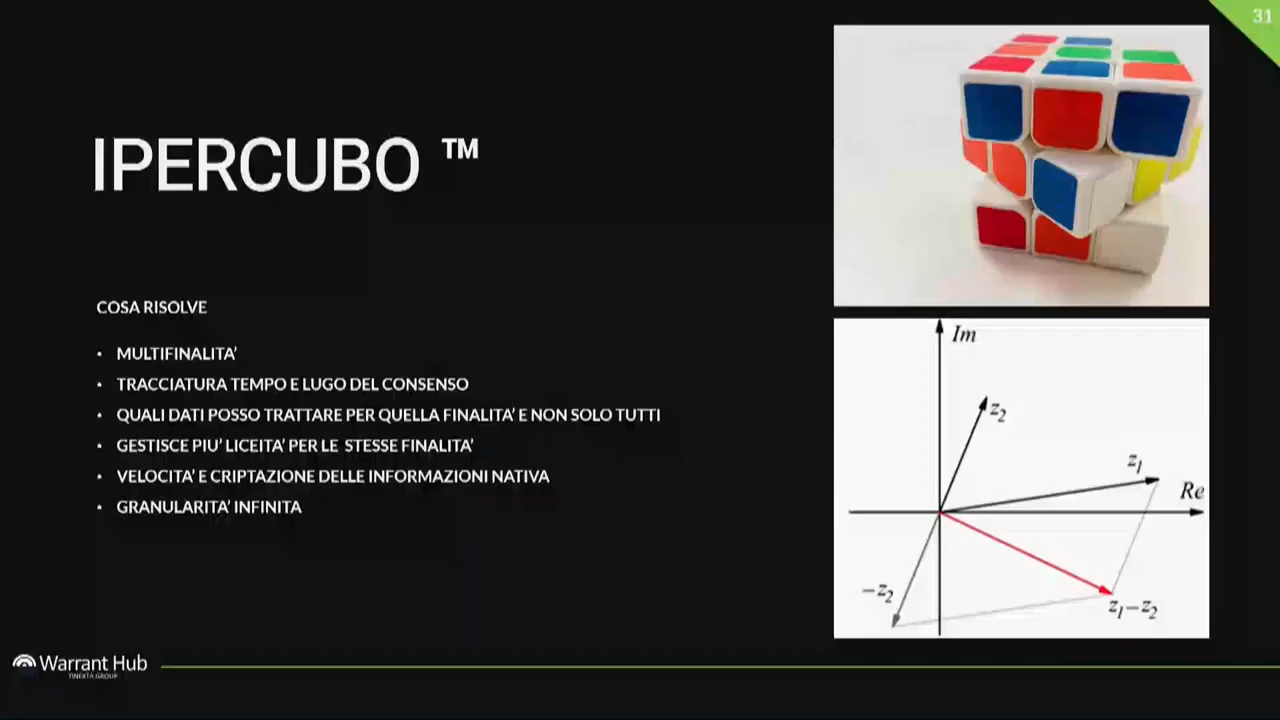 31
IPERCUBO ™
COSA RISOLVE
• MULTIFINALITA’
• TRACCIATURA TEMPO E LUGO DEL CONSENSO
• QUALI DATI POSSO TRATTARE PER QUELLA FINALITA’ E NON SOLO TUTTI
• GESTISCE PIU’ LICEITA’ PER LE STESSE FINALITA’
• VELOCITA’ E CRIPTAZIONE DELLE INFORMAZIONI NATIVA
• GRANULARITA’ INFINITA
Im
z2
z1
Re
−z2
z1−z2
Warrant Hub
TINEXTA GROUP